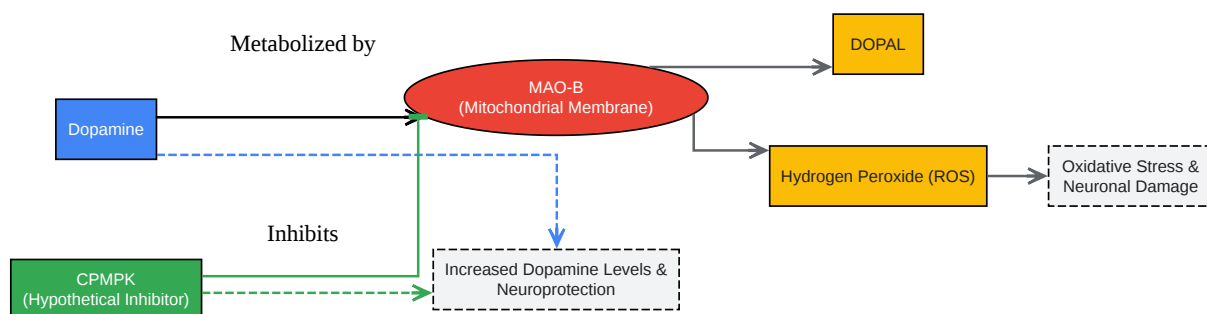 Metabolized by
DOPAL
MAO-B
(Mitochondrial Membrane)
Dopamine
Hydrogen Peroxide (ROS)
Oxidative Stress &
Neuronal Damage
Inhibits
CPMPK
(Hypothetical Inhibitor)
Increased Dopamine Levels &
Neuroprotection